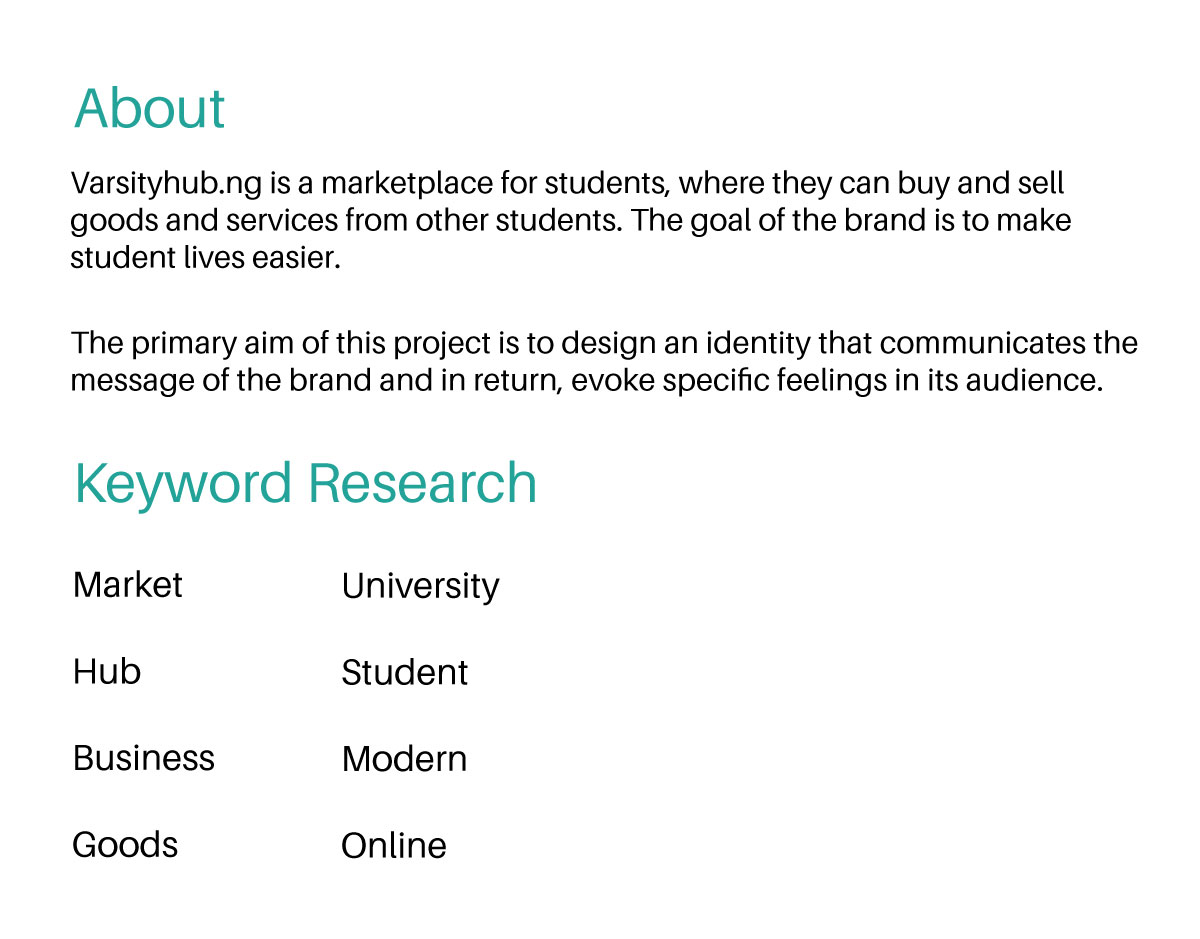 About
Varsityhub.ng is a marketplace for students, where they can buy and sell
goods and services from other students. The goal of the brand is to make
student lives easier.
The primary aim of this project is to design an identity that communicates the
message of the brand and in return, evoke specific feelings in its audience.
Keyword Research
Market University
Hub Student
Business Modern
Goods Online